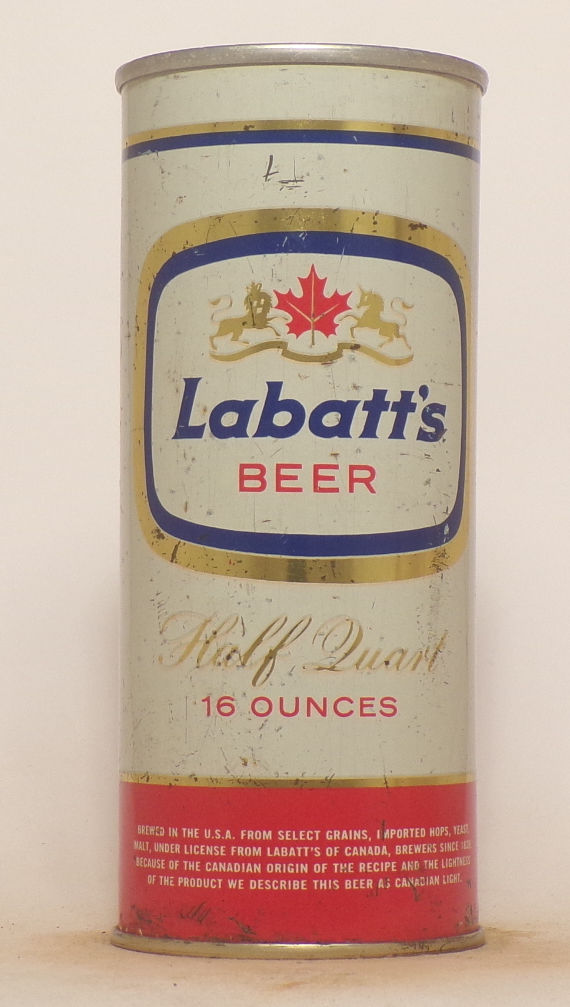 Labatt's
BEER
Half Quart
16 OUNCES
BREWED IN THE U.S.A. FROM SELECT GRAINS, IMPORTED HOPS, YEAST,
MALT, UNDER LICENSE FROM LABATT'S OF CANADA, BREWERS SINCE
BECAUSE OF THE CANADIAN ORIGIN OF THE RECIPE AND THE LIGHTNESS
OF THE PRODUCT WE DESCRIBE THIS BEER AS CANADIAN LIGHT.